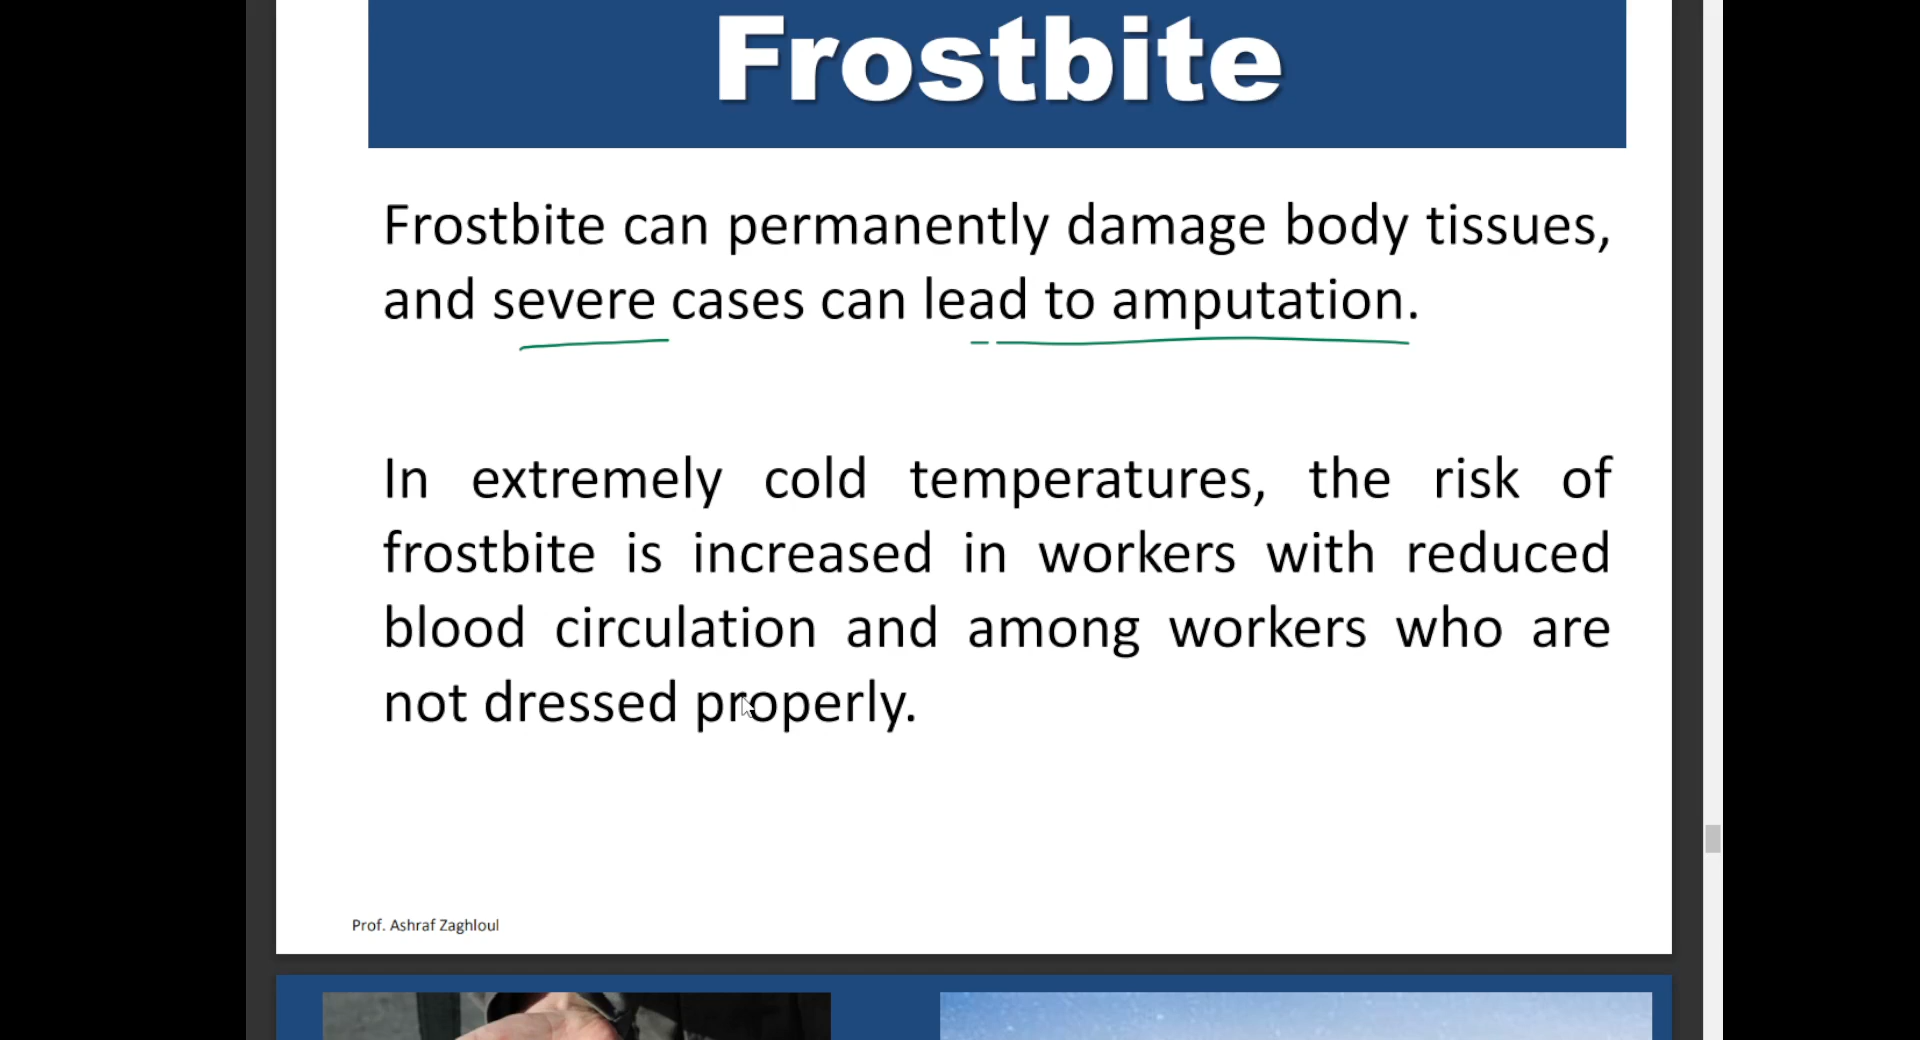 Frostbite
Frostbite can permanently damage body tissues,
and severe cases can lead to amputation.
In extremely cold temperatures, the risk of
frostbite is increased in workers with reduced
blood circulation and among workers who are
not dressed properly.
Prof. Ashraf Zaghloul